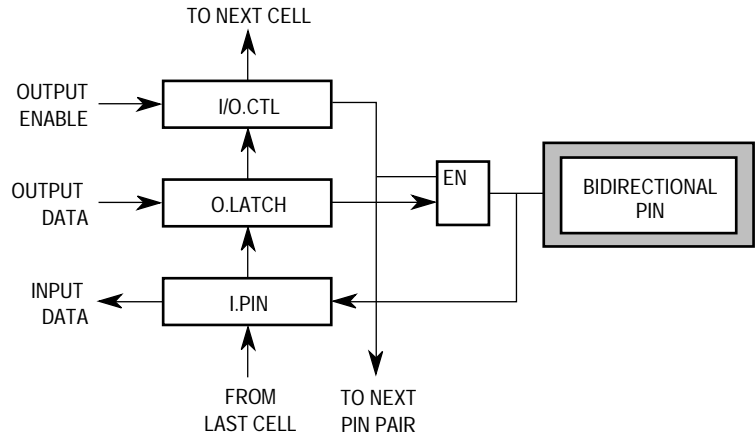 TO NEXT CELL
OUTPUT
ENABLE
I/O.CTL
EN
BIDIRECTIONAL
PIN
OUTPUT
DATA
O.LATCH
INPUT
DATA
I.PIN
FROM
LAST CELL
TO NEXT
PIN PAIR